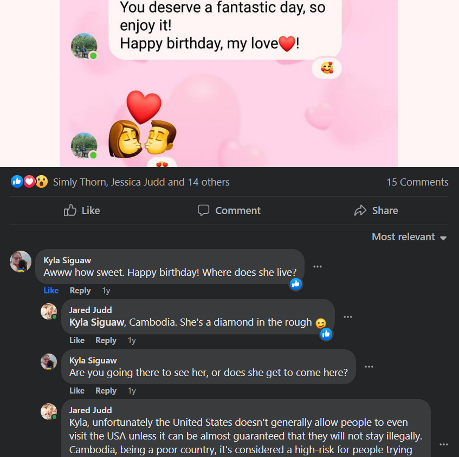 You deserve a fantastic day, so
enjoy it!
Happy birthday, my love❤️!
Simly Thorn, Jessica Judd and 14 others
15 Comments
Like
Comment
Share
Most relevant
Kyla Siguaw
Awww how sweet. Happy birthday! Where does she live?
Like Reply 1y
Jared Judd
Kyla Siguaw, Cambodia. She's a diamond in the rough 😉
Like Reply 1y
Kyla Siguaw
Are you going there to see her, or does she get to come here?
Like Reply 1y
Jared Judd
Kyla, unfortunately the United States doesn't generally allow people to even
visit the USA unless it can be almost guaranteed that they will not stay illegally.
Cambodia, being a poor country, it's considered a high-risk for people trying